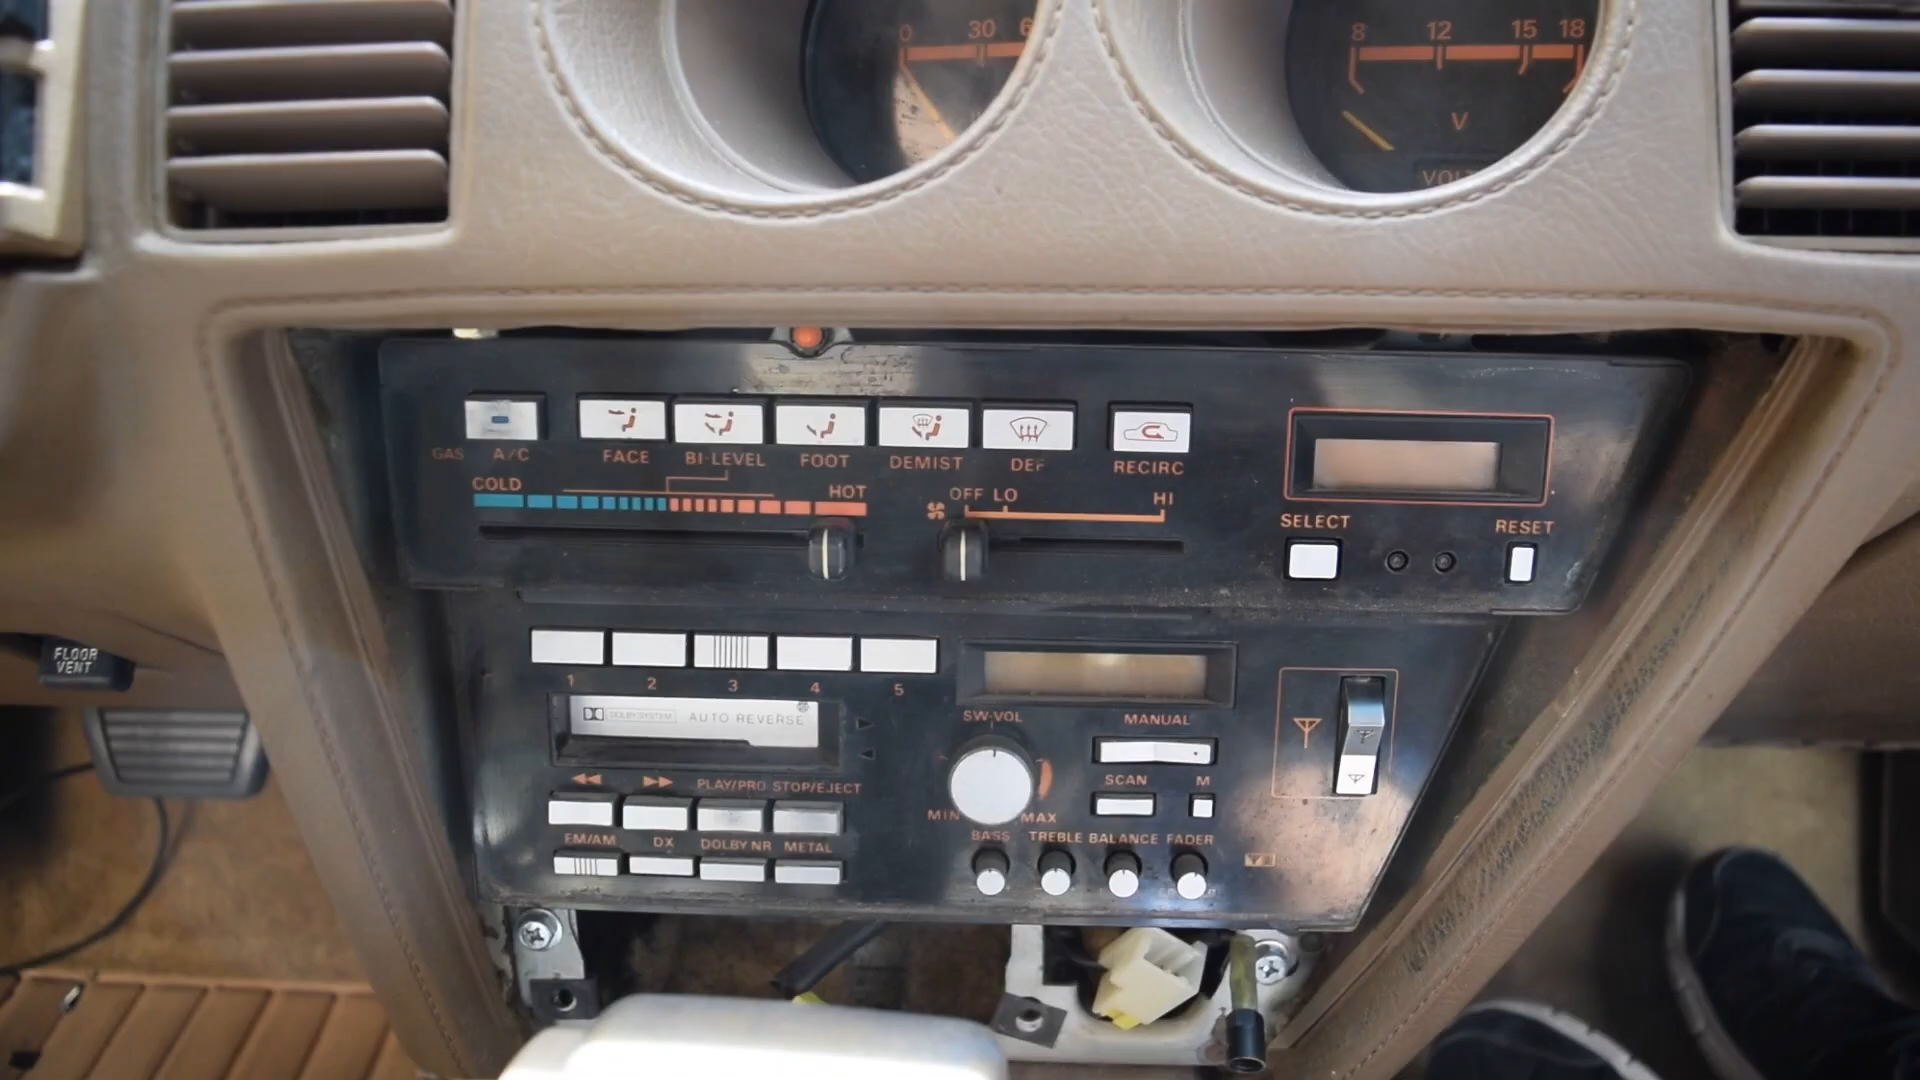 0 30 6
8 12 15 18
V
VOLT
GAS A/C FACE BI-LEVEL FOOT DEMIST DEF RECIRC
COLD HOT
OFF LO HI
SELECT RESET
FLOOR
VENT
1 2 3 4 5
DOLBY SYSTEM AUTO REVERSE
SW-VOL MANUAL
PLAY/PRO STOP/EJECT
SCAN M
MIN MAX
FM/AM DX DOLBY NR METAL
BASS TREBLE BALANCE FADER